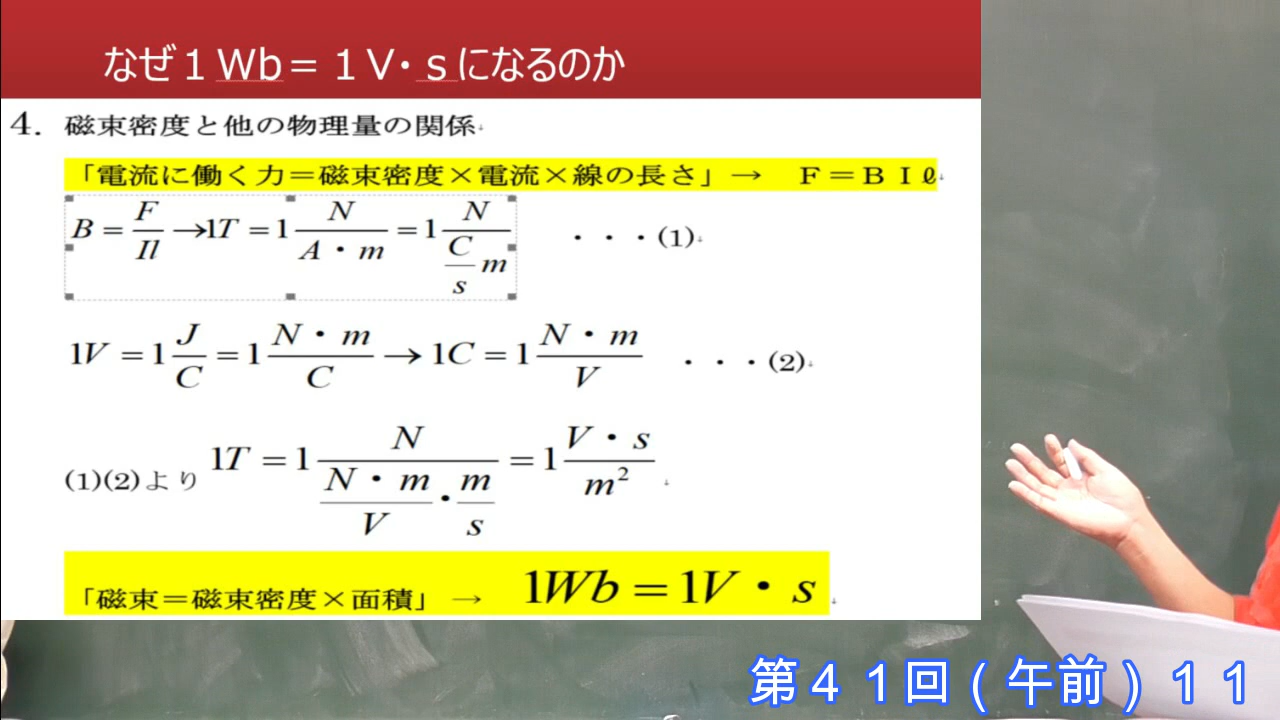 なぜ１Wb＝１V・ｓになるのか
4．磁束密度と他の物理量の関係
「電流に働く力＝磁束密度×電流×線の長さ」→　Ｆ＝ＢＩℓ
B = F/Il →1T = 1 N/(A・m) = 1 N/((C/s) m) ・・・(1)
1V = 1 J/C = 1 (N・m)/C → 1C = 1 (N・m)/V ・・・(2)
(1)(2)より 1T = 1 N/((N・m)/V・m/s) = 1 (V・s)/m²
「磁束＝磁束密度×面積」 → 1Wb = 1V・s
第４１回（午前）１１